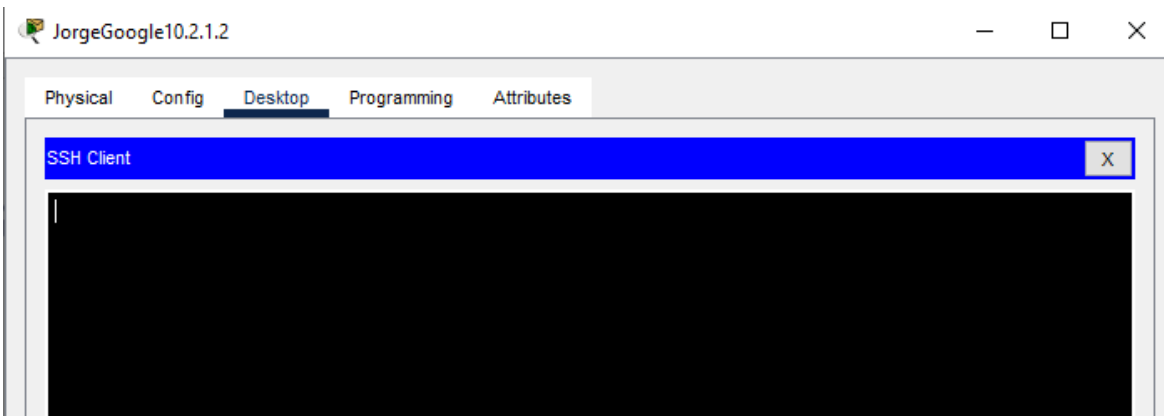 JorgeGoogle10.2.1.2
Physical Config Desktop Programming Attributes
SSH Client X